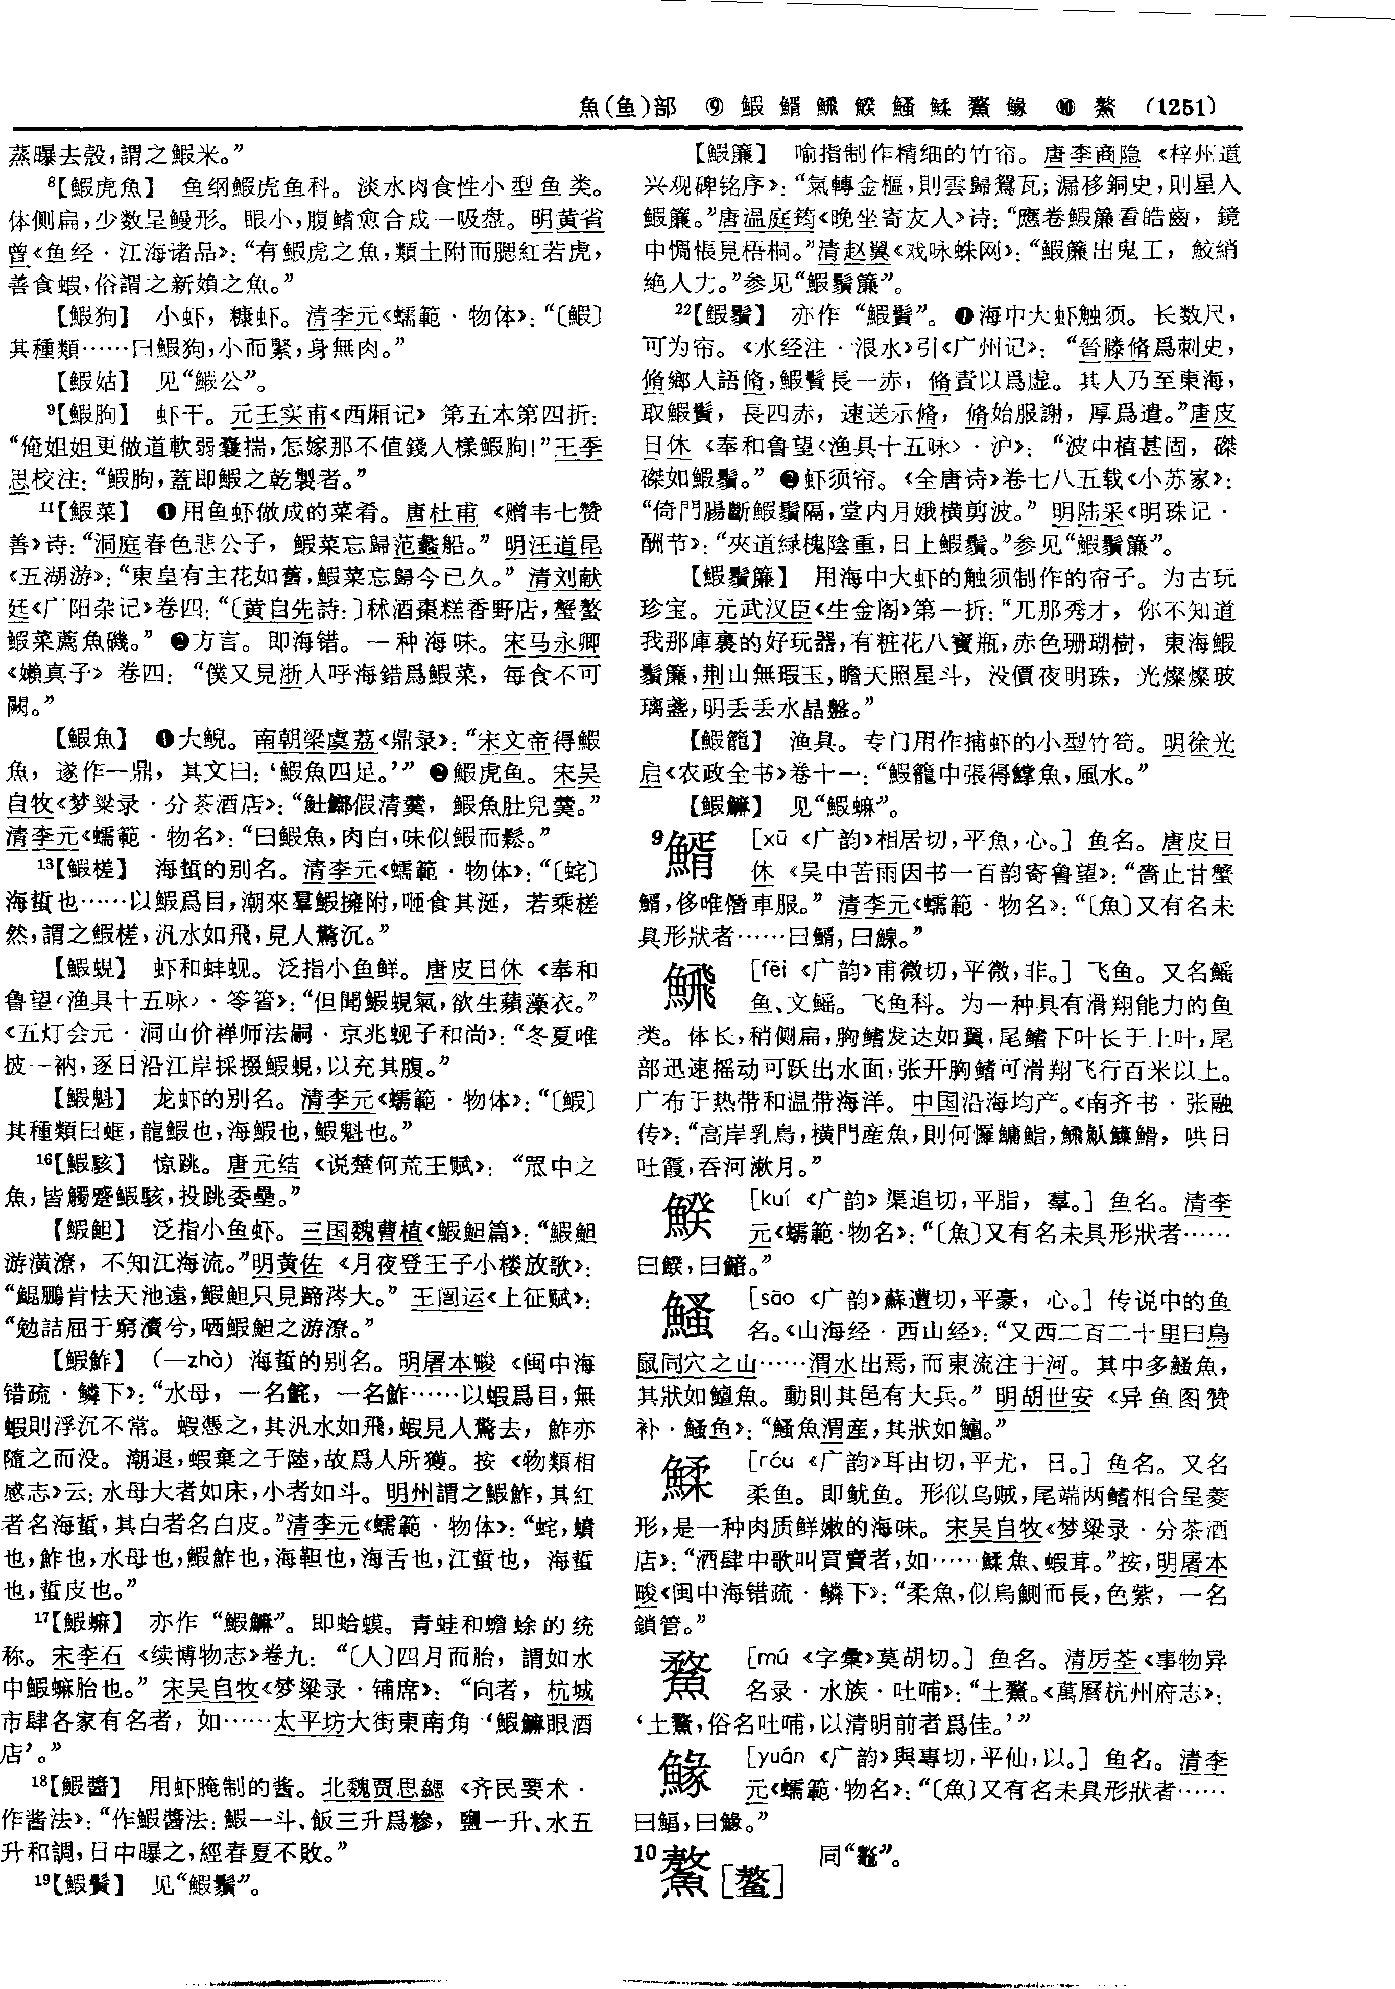 魚(鱼)部 ⑨ 鰕 鰖 鱻 鰇 ⑩ 鰲 (1251)
蒸曝去殼,謂之鰕米。”
⁸【鰕虎魚】 鱼纲鰕虎鱼科。淡水肉食性小型鱼类。
体侧扁,少数呈鳗形。眼小,腹鳍愈合成一吸盘。明黄省
曾《鱼经·江海诸品》:“有鰕虎之魚,類土附而腮紅若虎,
善食蝦,俗謂之新婦之魚。”
【鰕狗】 小虾,糠虾。清李元《蠕範·物体》:“〔鰕〕
其種類……曰鰕狗,小而緊,身無肉。”
【鰕姑】 见“鰕公”。
⁹【鰕朐】 虾干。元王实甫《西厢记》第五本第四折:
“俺姐姐更做道軟弱囊揣,怎嫁那不值錢人樣鰕朐!”王季
思校注:“鰕朐,蓋即鰕之乾製者。”
¹¹【鰕菜】 ❶用鱼虾做成的菜肴。唐杜甫《赠韦七赞
善》诗:“洞庭春色悲公子,鰕菜忘歸范蠡船。”明汪道昆
《五湖游》:“東皇有主花如舊,鰕菜忘歸今已久。”清刘献
廷《广阳杂记》卷四:“〔黄自先詩:〕秫酒棗糕香野店,蟹螯
鰕菜薦魚磯。”❷方言。即海错。一种海味。宋马永卿
《嬾真子》卷四:“僕又見浙人呼海錯爲鰕菜,每食不可
闕。”
【鰕魚】 ❶大鲵。南朝梁虞荔《鼎录》:“宋文帝得鰕
魚,遂作一鼎,其文曰:‘鰕魚四足。’”❷鰕虎鱼。宋吴
自牧《梦粱录·分茶酒店》:“假清羹,鰕魚肚兒羹。”
清李元《蠕範·物名》:“曰鰕魚,肉白,味似鰕而鬆。”
¹³【鰕槎】 海蜇的别名。清李元《蠕範·物体》:“〔蛇〕
海蜇也……以鰕爲目,潮來羣鰕擁附,咂食其涎,若乘槎
然,謂之鰕槎,汎水如飛,見人驚沉。”
【鰕蜆】 虾和蚌蚬。泛指小鱼鲜。唐皮日休《奉和
鲁望〈渔具十五咏〉·笭箵》:“但聞鰕蜆氣,欲生蘋藻衣。”
《五灯会元·洞山价禅师法嗣·京兆蚬子和尚》:“冬夏唯
披一衲,逐日沿江岸採掇鰕蜆,以充其腹。”
【鰕魁】 龙虾的别名。清李元《蠕範·物体》:“〔鰕〕
其種類曰䖱,龍鰕也,海鰕也,鰕魁也。”
¹⁶【鰕駭】 惊跳。唐元结《说楚何荒王赋》:“眾中之
魚,皆觸蹙鰕駭,投跳委壘。”
【鰕䱇】 泛指小鱼虾。三国魏曹植《鰕䱇篇》:“鰕䱇
游潢潦,不知江海流。”明黄佐《月夜登王子小楼放歌》:
“鯤鵬肯怯天池遠,鰕䱇只見蹄涔大。”王闿运《上征赋》:
“勉詰屈于窮瀆兮,哂鰕䱇之游潦。”
【鰕鮓】 (—zhà) 海蜇的别名。明屠本畯《闽中海
错疏·鳞下》:“水母,一名䖳,一名鮓……以蝦爲目,無
蝦則浮沉不常。蝦憑之,其汎水如飛,蝦見人驚去,鮓亦
隨之而没。潮退,蝦棄之于陸,故爲人所獲。按《物類相
感志》云:水母大者如床,小者如斗。明州謂之鰕鮓,其紅
者名海蜇,其白者名白皮。”清李元《蠕範·物体》:“蛇,蟦
也,鮓也,水母也,鰕鮓也,海靼也,海舌也,江蜇也,海蜇
也,蜇皮也。”
¹⁷【鰕䗫】 亦作“鰕”。即蛤蟆。青蛙和蟾蜍的统
称。宋李石《续博物志》卷九:“〔人〕四月而胎,謂如水
中鰕䗫胎也。”宋吴自牧《梦粱录·铺席》:“向者,杭城
市肆各家有名者,如……太平坊大街東南角‘鰕眼酒
店’。”
¹⁸【鰕醬】 用虾腌制的酱。北魏贾思勰《齐民要术·
作酱法》:“作鰕醬法:鰕一斗、飯三升爲糝,鹽一升、水五
升和調,日中曝之,經春夏不敗。”
¹⁹【鰕鬢】 见“鰕鬚”。
【鰕簾】 喻指制作精细的竹帘。唐李商隐《梓州道
兴观碑铭序》:“氣轉金樞,則雲歸鴛瓦;漏移銅史,則星入
鰕簾。”唐温庭筠《晚坐寄友人》诗:“應卷鰕簾看皓齒,鏡
中惆悵見梧桐。”清赵翼《戏咏蛛网》:“鰕簾出鬼工,鮫綃
绝人力。”参见“鰕鬚簾”。
²²【鰕鬚】 亦作“鰕鬢”。❶海中大虾触须。长数尺,
可为帘。《水经注·浪水》引《广州记》:“晉滕脩爲刺史,
脩鄉人語脩,鰕鬢長一赤,脩責以爲虚。其人乃至東海,
取鰕鬢,長四赤,速送示脩,脩始服謝,厚爲遣。”唐皮
日休《奉和鲁望〈渔具十五咏〉·沪》:“波中植甚固,磔
磔如鰕鬚。”❷虾须帘。《全唐诗》卷七八五载《小苏家》:
“倚門腸斷鰕鬚隔,堂内月娥横剪波。”明陆采《明珠记·
酬节》:“夾道緑槐陰重,日上鰕鬚。”参见“鰕鬚簾”。
【鰕鬚簾】 用海中大虾的触须制作的帘子。为古玩
珍宝。元武汉臣《生金阁》第一折:“兀那秀才,你不知道
我那庫裏的好玩器,有粧花八寶瓶,赤色珊瑚樹,東海鰕
鬚簾,荆山無瑕玉,瞻天照星斗,没價夜明珠,光燦燦玻
璃盞,明丢丢水晶盤。”
【鰕籠】 渔具。专门用作捕虾的小型竹笱。明徐光
启《农政全书》卷十一:“鰕籠中張得鱆魚,風水。”
【鰕】 见“鰕䗫”。
⁹鰖 [xū《广韵》相居切,平魚,心。] 鱼名。唐皮日
休《吴中苦雨因书一百韵寄鲁望》:“嗇止甘蟹
,侈唯僭車服。”清李元《蠕範·物名》:“〔魚〕又有名未
具形狀者……曰,曰。”
[fēi《广韵》甫微切,平微,非。] 飞鱼。又名鳐
鱼、文鳐。飞鱼科。为一种具有滑翔能力的鱼
类。体长,稍侧扁,胸鳍发达如翼,尾鳍下叶长于上叶,尾
部迅速摇动可跃出水面,张开胸鳍可滑翔飞行百米以上。
广布于热带和温带海洋。中国沿海均产。《南齐书·张融
传》:“高岸乳鳥,横門産魚,則何鱅鮨,哄日
吐霞,吞河漱月。”
鰇 [kuí《广韵》渠追切,平脂,羣。] 鱼名。清李
元《蠕範·物名》:“〔魚〕又有名未具形狀者……
曰,曰。”
鰠 [sāo《广韵》蘇遭切,平豪,心。] 传说中的鱼
名。《山海经·西山经》:“又西二百二十里曰鳥
鼠同穴之山……渭水出焉,而東流注于河。其中多鰠魚,
其狀如鱣魚。動則其邑有大兵。”明胡世安《异鱼图赞
补·鰠鱼》:“鰠魚渭産,其狀如鱣。”
鰇 [róu《广韵》耳由切,平尤,日。] 鱼名。又名
柔鱼。即鱿鱼。形似乌贼,尾端两鳍相合呈菱
形,是一种肉质鲜嫩的海味。宋吴自牧《梦粱录·分茶酒
店》:“酒肆中歌叫買賣者,如……鰇魚、蝦茸。”按,明屠本
畯《闽中海错疏·鳞下》:“柔魚,似烏鰂而長,色紫,一名
鎖管。”
[mú《字彙》莫胡切。] 鱼名。清厉荃《事物异
名录·水族·吐哺》:“土。《萬曆杭州府志》:
‘土,俗名吐哺,以清明前者爲佳。’”
鰀 [yuán《广韵》與專切,平仙,以。] 鱼名。清李
元《蠕範·物名》:“〔魚〕又有名未具形狀者……
曰鰏,曰。”
¹⁰鰲[鳌] 同“鼇”。